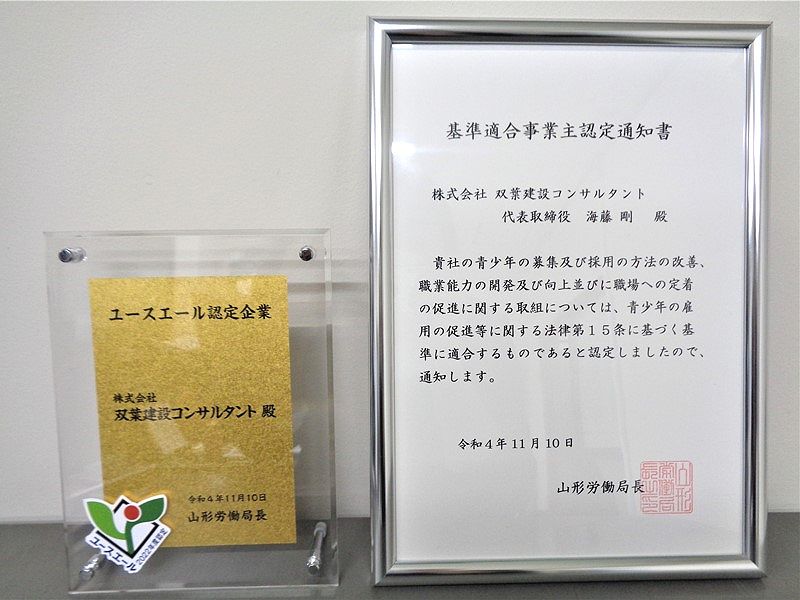 ユースエール認定企業
株式会社
双葉建設コンサルタント 殿
令和4年11月10日
山形労働局長
ユースエール
2022年度認定
基準適合事業主認定通知書
株式会社 双葉建設コンサルタント
代表取締役 海藤 剛 殿
貴社の青少年の募集及び採用の方法の改善、
職業能力の開発及び向上並びに職場への定着
の促進に関する取組については、青少年の雇
用の促進等に関する法律第15条に基づく基
準に適合するものであると認定しましたので、
通知します。
令和4年11月10日
山形労働局長